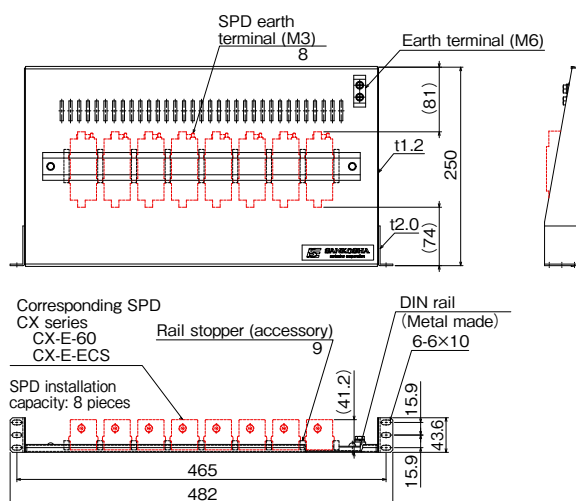 SPD earth
terminal (M3)
8
Earth terminal (M6)
(81)
t1.2
250
t2.0
(74)
SANKOSHA
Corresponding SPD
CX series
CX-E-60
CX-E-ECS
SPD installation
capacity: 8 pieces
Rail stopper (accessory)
9
(41.2)
DIN rail
(Metal made)
6-6×10
15.9
43.6
15.9
465
482